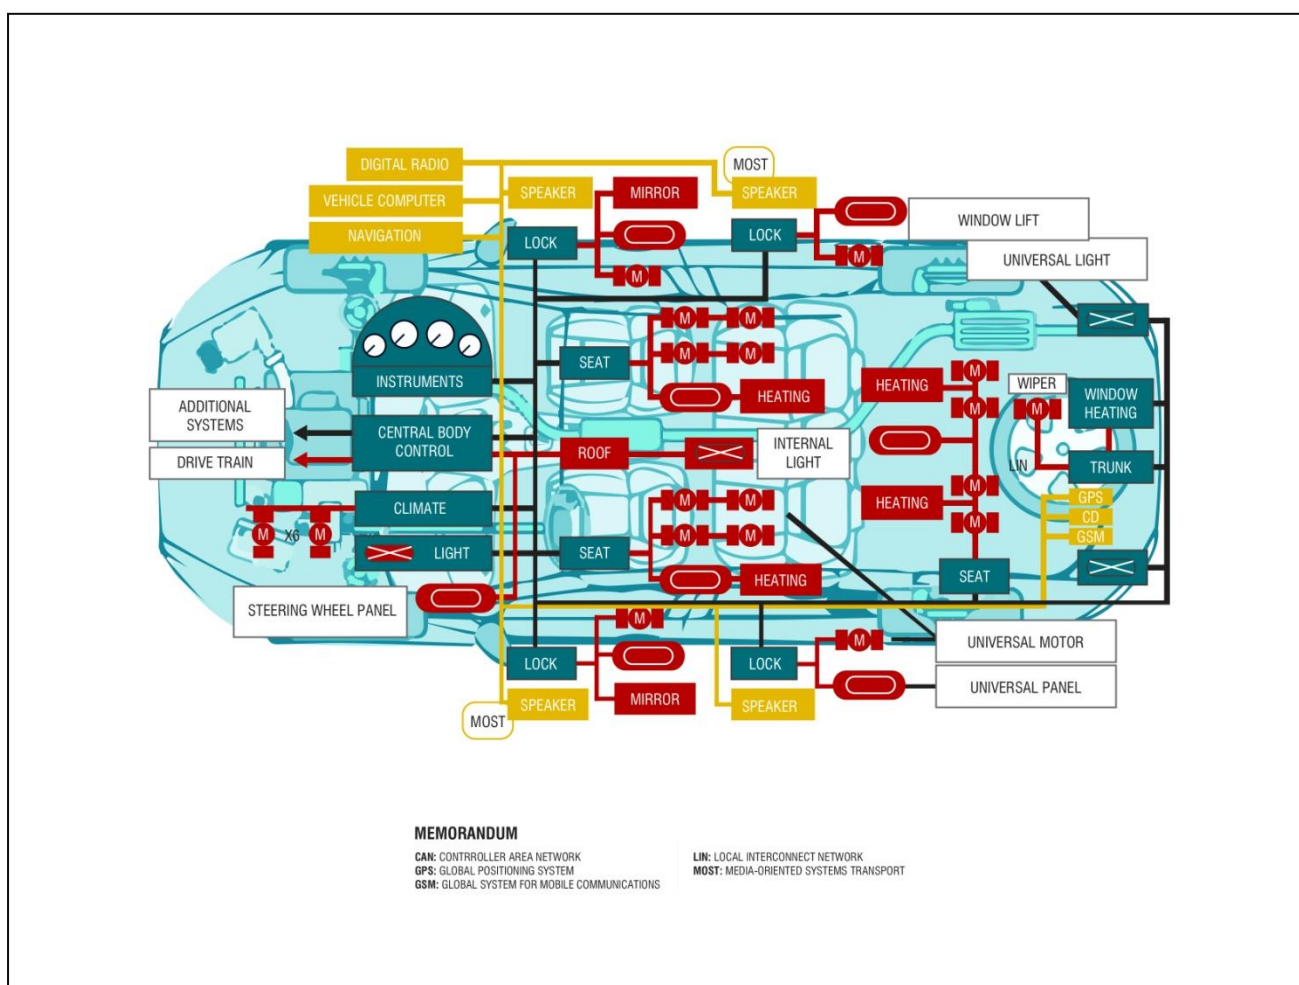 DIGITAL RADIO
MOST
VEHICLE COMPUTER
SPEAKER
MIRROR
SPEAKER
NAVIGATION
LOCK
LOCK
WINDOW LIFT
M
M
UNIVERSAL LIGHT
M
M
SEAT
M
M
INSTRUMENTS
HEATING
HEATING
M
M
WIPER
M
WINDOW
HEATING
ADDITIONAL
SYSTEMS
CENTRAL BODY
CONTROL
DRIVE TRAIN
ROOF
INTERNAL
LIGHT
LIN
TRUNK
CLIMATE
M
M
HEATING
M
M
GPS
CD
GSM
M
X6
M
LIGHT
SEAT
M
M
HEATING
SEAT
STEERING WHEEL PANEL
M
M
UNIVERSAL MOTOR
LOCK
LOCK
UNIVERSAL PANEL
MOST
SPEAKER
MIRROR
SPEAKER
MEMORANDUM
CAN: CONTRROLLER AREA NETWORK
GPS: GLOBAL POSITIONING SYSTEM
GSM: GLOBAL SYSTEM FOR MOBILE COMMUNICATIONS
LIN: LOCAL INTERCONNECT NETWORK
MOST: MEDIA-ORIENTED SYSTEMS TRANSPORT